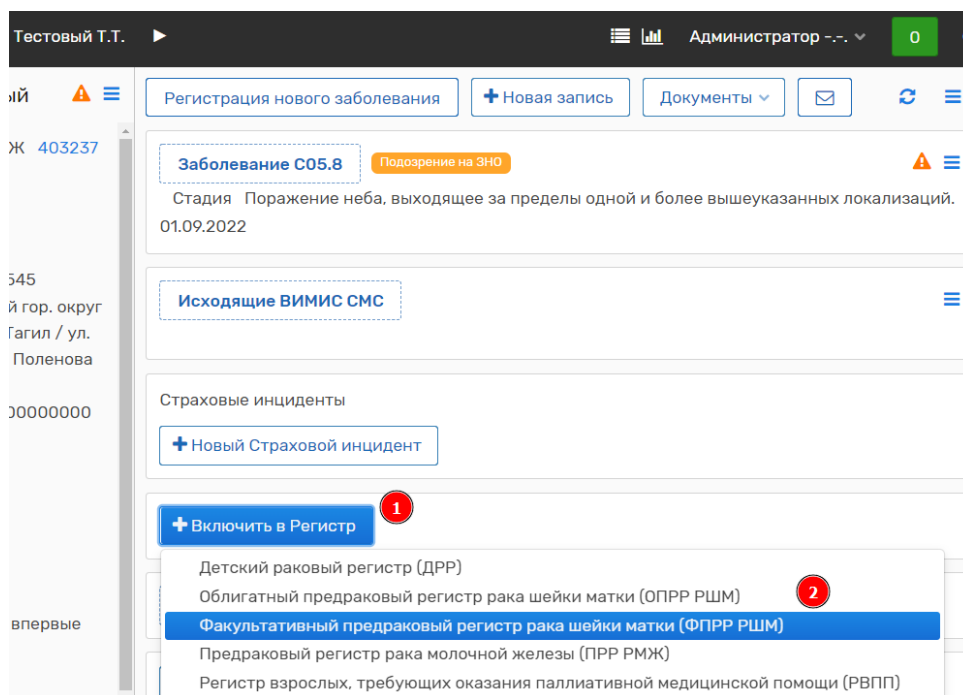 Тестовый Т.Т.
Администратор -.-.
0
ый
Ж 403237
545
й гор. округ
Тагил / ул.
Поленова
00000000
впервые
Регистрация нового заболевания
+ Новая запись
Документы
Заболевание C05.8 Подозрение на ЗНО
Стадия Поражение неба, выходящее за пределы одной и более вышеуказанных локализаций.
01.09.2022
Исходящие ВИМИС СМС
Страховые инциденты
+ Новый Страховой инцидент
+ Включить в Регистр
1
Детский раковый регистр (ДРР)
Облигатный предраковый регистр рака шейки матки (ОПРР РШМ)
2
Факультативный предраковый регистр рака шейки матки (ФПРР РШМ)
Предраковый регистр рака молочной железы (ПРР РМЖ)
Регистр взрослых, требующих оказания паллиативной медицинской помощи (РВПП)